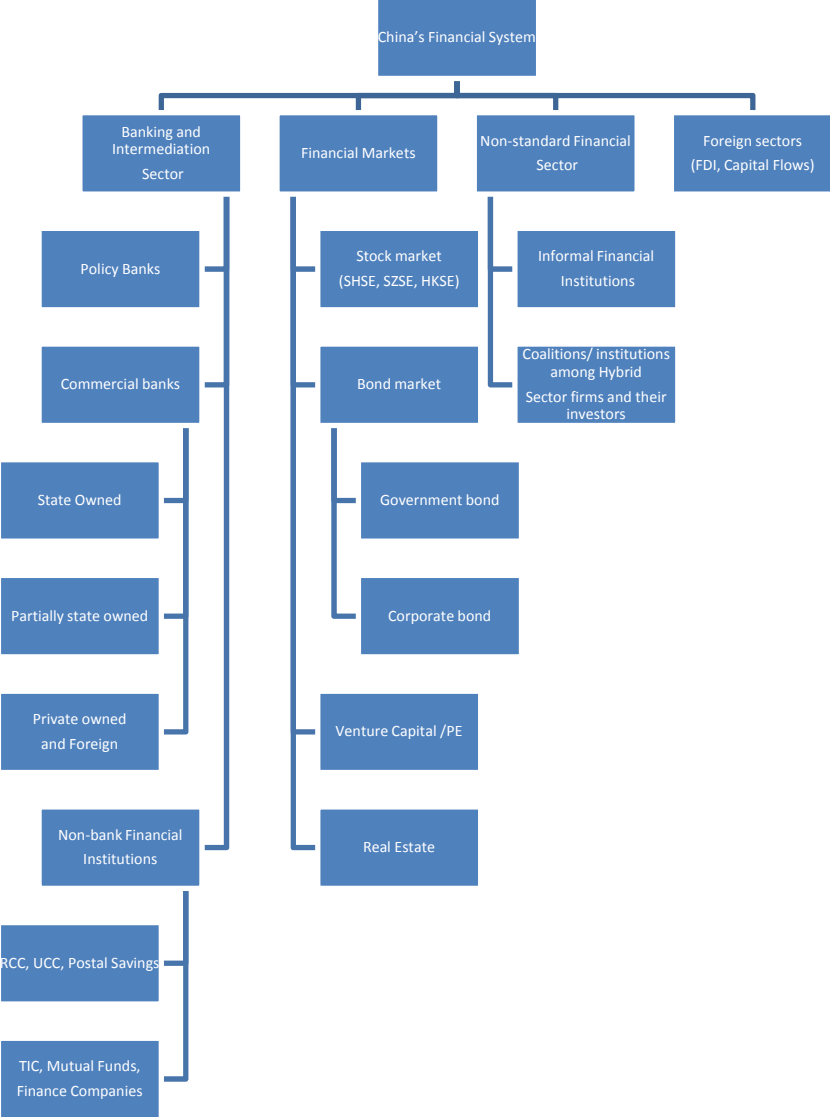 China's Financial System
Banking and
Intermediation
Sector
Financial Markets
Non-standard Financial
Sector
Foreign sectors
(FDI, Capital Flows)
Policy Banks
Stock market
(SHSE, SZSE, HKSE)
Informal Financial
Institutions
Commercial banks
Bond market
Coalitions/ institutions
among Hybrid
Sector firms and their
investors
State Owned
Government bond
Partially state owned
Corporate bond
Private owned
and Foreign
Venture Capital /PE
Non-bank Financial
Institutions
Real Estate
RCC, UCC, Postal Savings
TIC, Mutual Funds,
Finance Companies